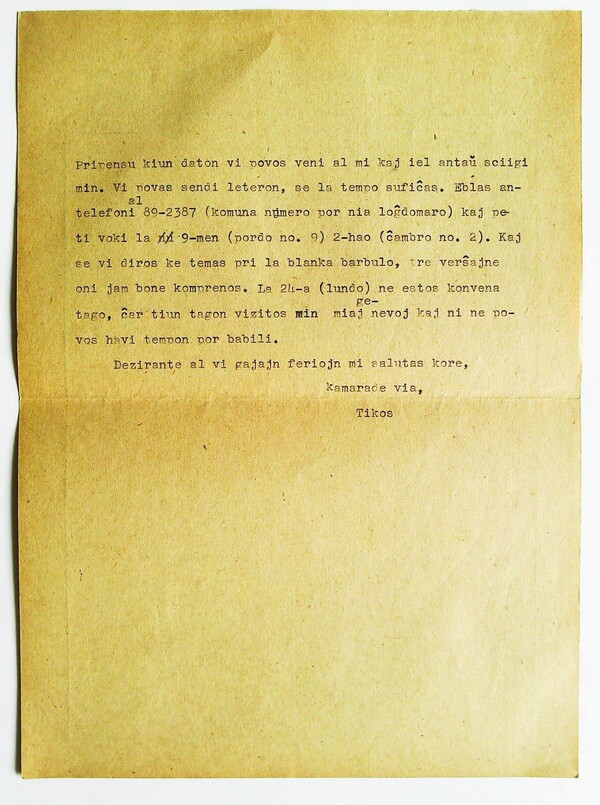 Pripensu kiun daton vi povos veni al mi kaj iel antaŭ sciigi
min. Vi povas sendi leteron, se la tempo sufiĉas. Eblas an-
al
telefoni 89-2387 (komuna número por nia loĝdomaro) kaj pe-
ti voki la 9-men (pordo no. 9) 2-hao (ĉambro no. 2). Kaj
se vi diros ke temas pri la blanka barbulo, tre verŝajne
oni jam bone komprenos. La 24-a (lundo) ne estos konvena
ge-
tago, ĉar tiun tagon vizitos min miaj nevoj kaj ni ne po-
vos havi tempon por babili.
Dezirante al vi gajajn feriojn mi salutas kore,
kamarade via,
Tikos